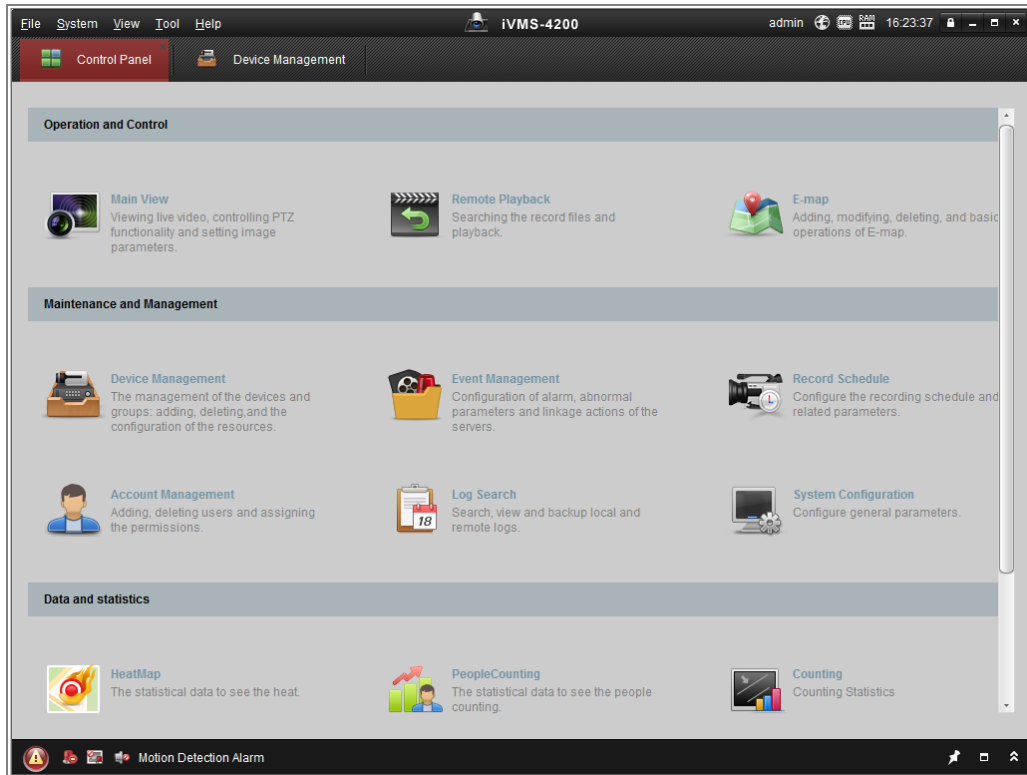 File System View Tool Help
iVMS-4200
admin CPU RAM 16:23:37
Control Panel
Device Management
Operation and Control
Main View
Viewing live video, controlling PTZ
functionality and setting image
parameters.
Remote Playback
Searching the record files and
playback.
E-map
Adding, modifying, deleting, and basic
operations of E-map.
Maintenance and Management
Device Management
The management of the devices and
groups: adding, deleting,and the
configuration of the resources.
Event Management
Configuration of alarm, abnormal
parameters and linkage actions of the
servers.
Record Schedule
Configure the recording schedule and
related parameters.
Account Management
Adding, deleting users and assigning
the permissions.
18
Log Search
Search, view and backup local and
remote logs.
System Configuration
Configure general parameters.
Data and statistics
HeatMap
The statistical data to see the heat.
PeopleCounting
The statistical data to see the people
counting.
Counting
Counting Statistics
Motion Detection Alarm